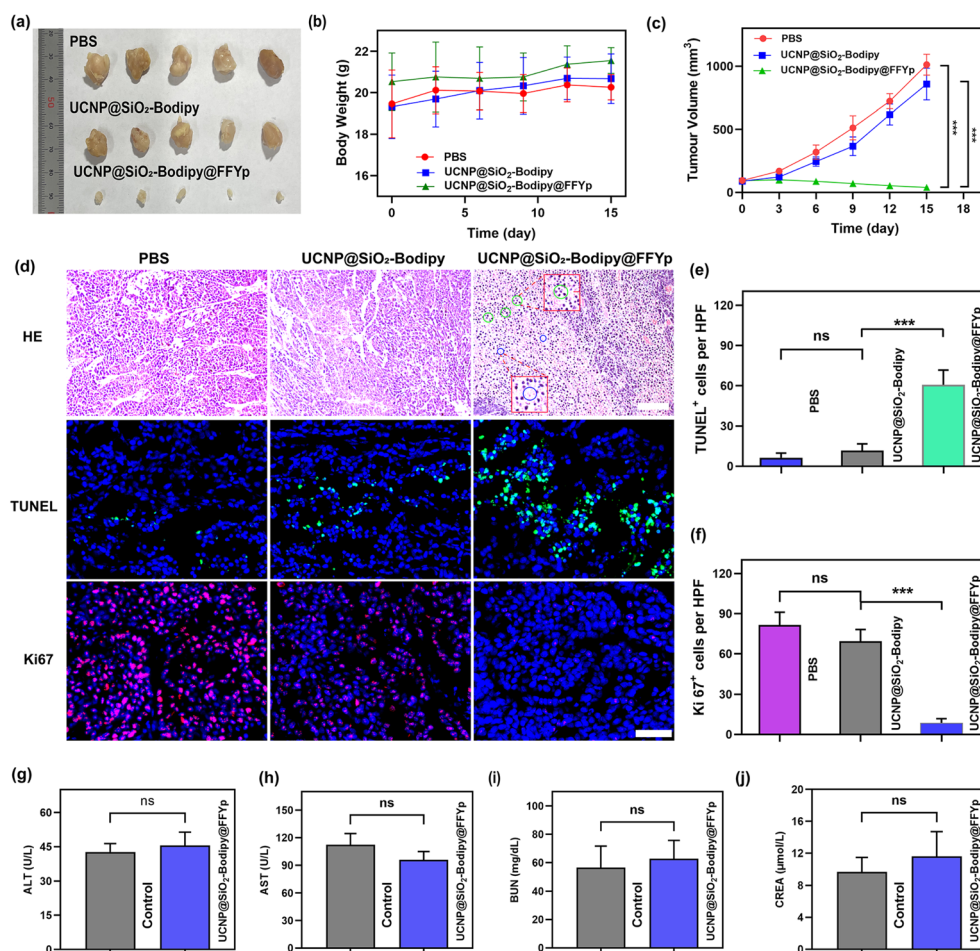 (a)
PBS
UCNP@SiO₂-Bodipy
UCNP@SiO₂-Bodipy@FFYp
(b)
Body Weight (g)
22
20
18
16
0
5
10
15
Time (day)
PBS
UCNP@SiO₂-Bodipy
UCNP@SiO₂-Bodipy@FFYp
(c)
Tumour Volume (mm³)
1000
500
0
0
3
6
9
12
15
18
Time (day)
PBS
UCNP@SiO₂-Bodipy
UCNP@SiO₂-Bodipy@FFYp
***
***
(d)
PBS
UCNP@SiO₂-Bodipy
UCNP@SiO₂-Bodipy@FFYp
HE
TUNEL
Ki67
(e)
TUNEL⁺ cells per HPF
120
90
60
30
0
ns
***
PBS
UCNP@SiO₂-Bodipy
UCNP@SiO₂-Bodipy@FFYp
(f)
Ki 67⁺ cells per HPF
120
90
60
30
0
ns
***
PBS
UCNP@SiO₂-Bodipy
UCNP@SiO₂-Bodipy@FFYp
(g)
ALT (U/L)
60
45
30
15
0
ns
Control
UCNP@SiO₂-Bodipy@FFYp
(h)
AST (U/L)
150
120
90
60
30
0
ns
Control
UCNP@SiO₂-Bodipy@FFYp
(i)
BUN (mg/dL)
100
80
60
40
20
0
ns
Control
UCNP@SiO₂-Bodipy@FFYp
(j)
CREA (μmol/L)
20
16
12
8
4
0
ns
Control
UCNP@SiO₂-Bodipy@FFYp